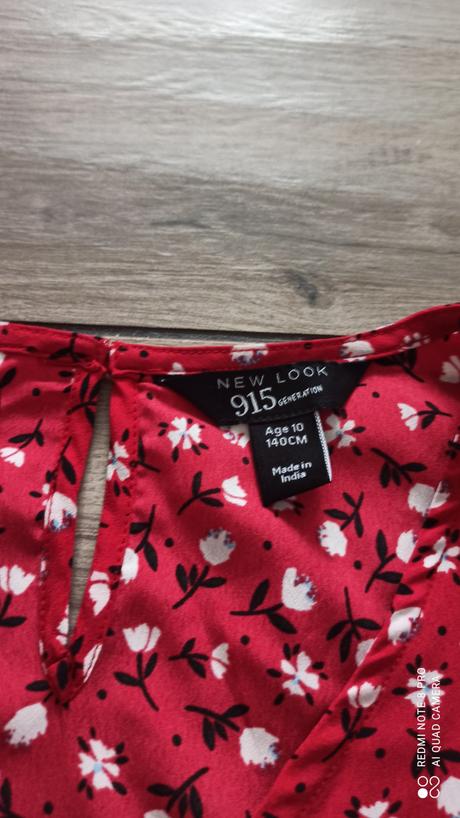 NEW LOOK
915 GENERATION
Age 10
140CM
Made in
India
REDMI NOTE 8 PRO
AI QUAD CAMERA